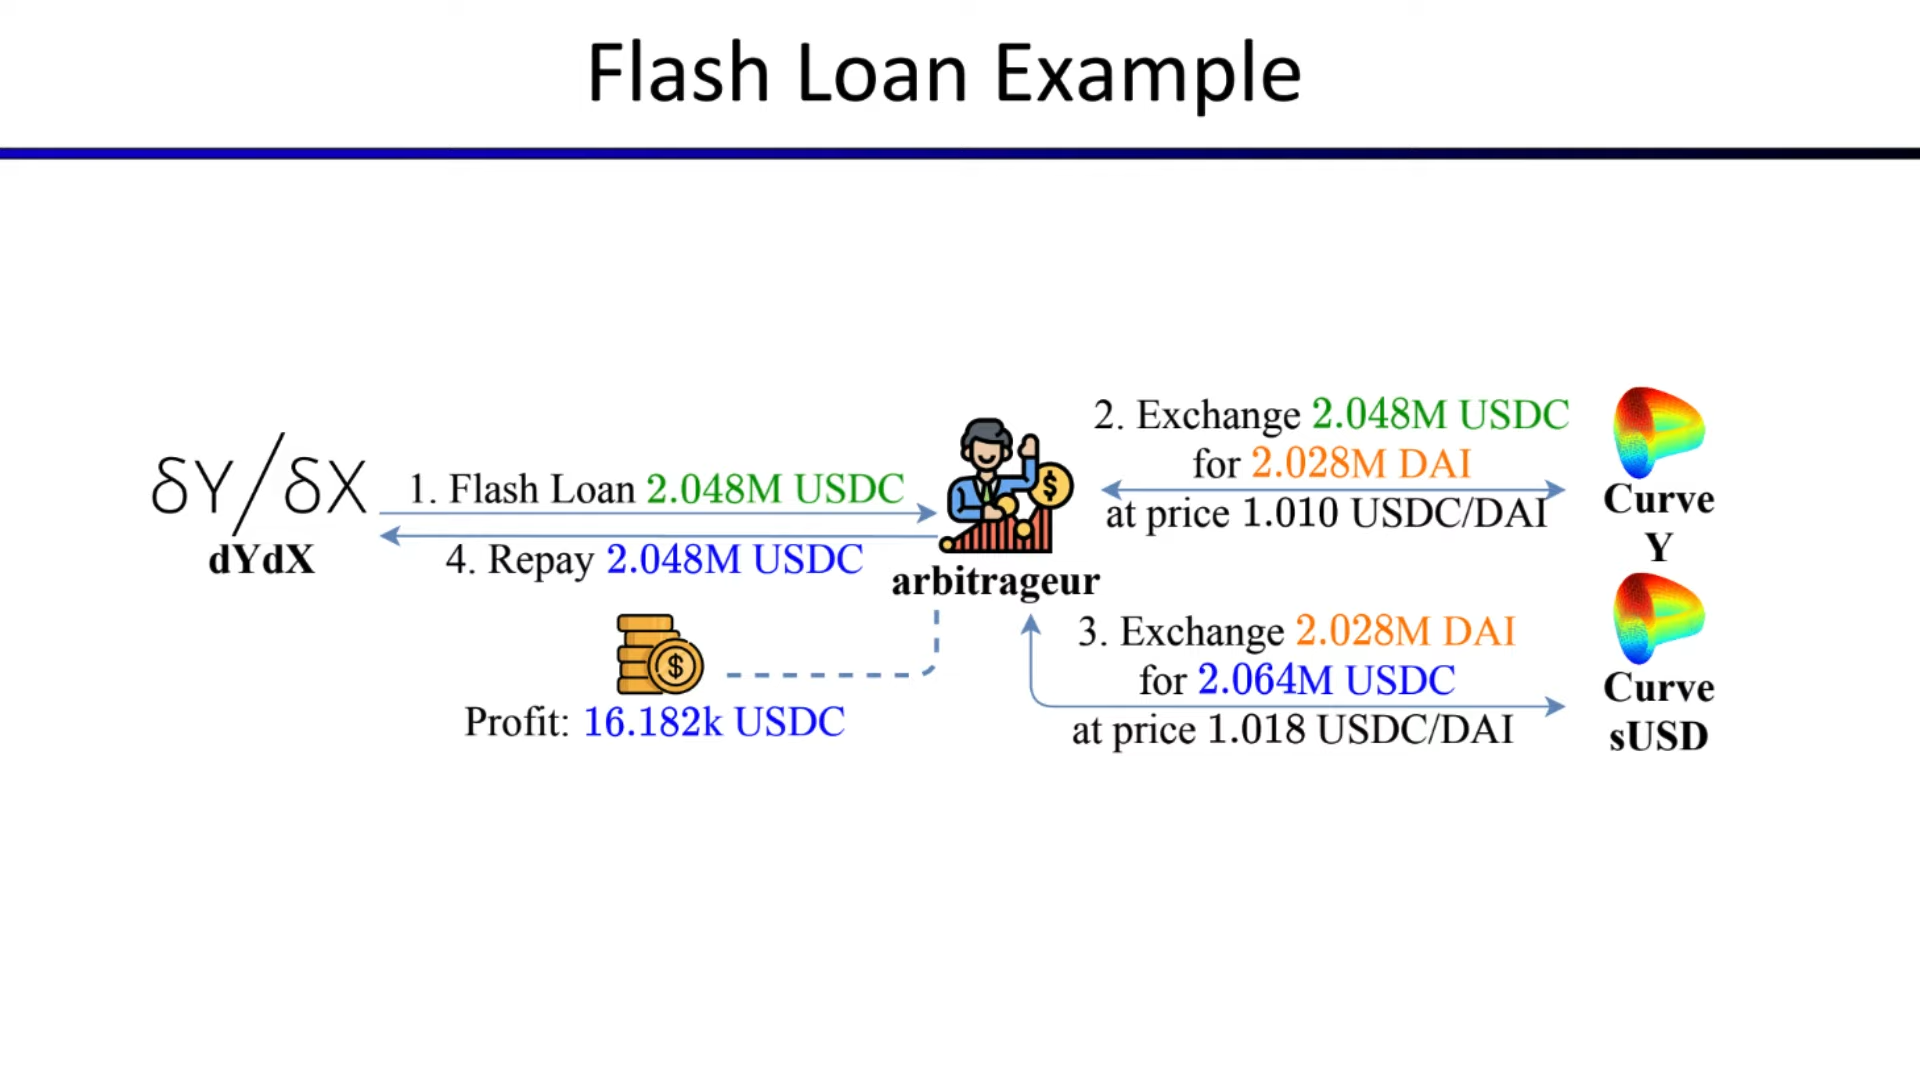 Flash Loan Example
δY/δX
dYdX
1. Flash Loan 2.048M USDC
4. Repay 2.048M USDC
arbitrageur
Profit: 16.182k USDC
2. Exchange 2.048M USDC
for 2.028M DAI
at price 1.010 USDC/DAI
Curve
Y
3. Exchange 2.028M DAI
for 2.064M USDC
at price 1.018 USDC/DAI
Curve
sUSD